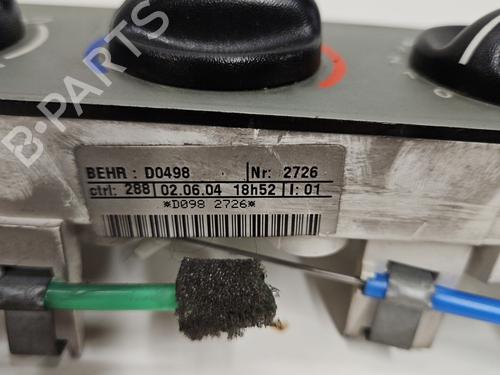 BEHR : D0498 Nr: 2726
ctrl: 288 02.06.04 18h52 I: 01
*D098 2726*
B-PARTS